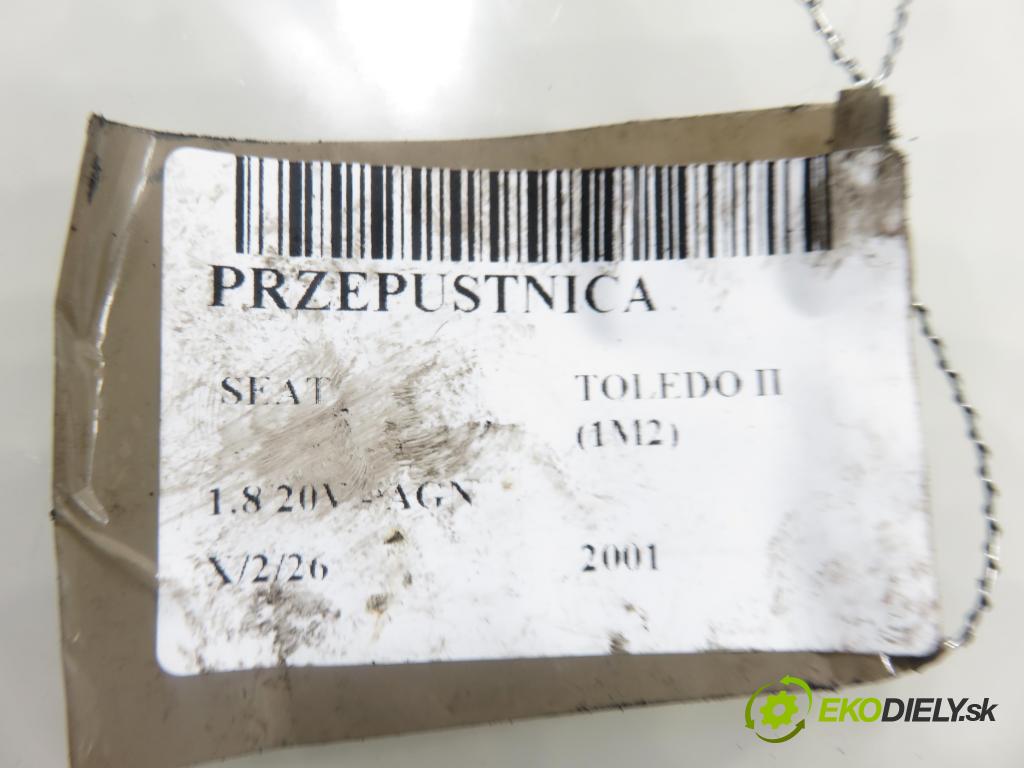 PRZEPUSTNICA
SEAT TOLEDO II
(1M2)
1.8 20V - AGN
X/2/26 2001
EKODIELY.sk